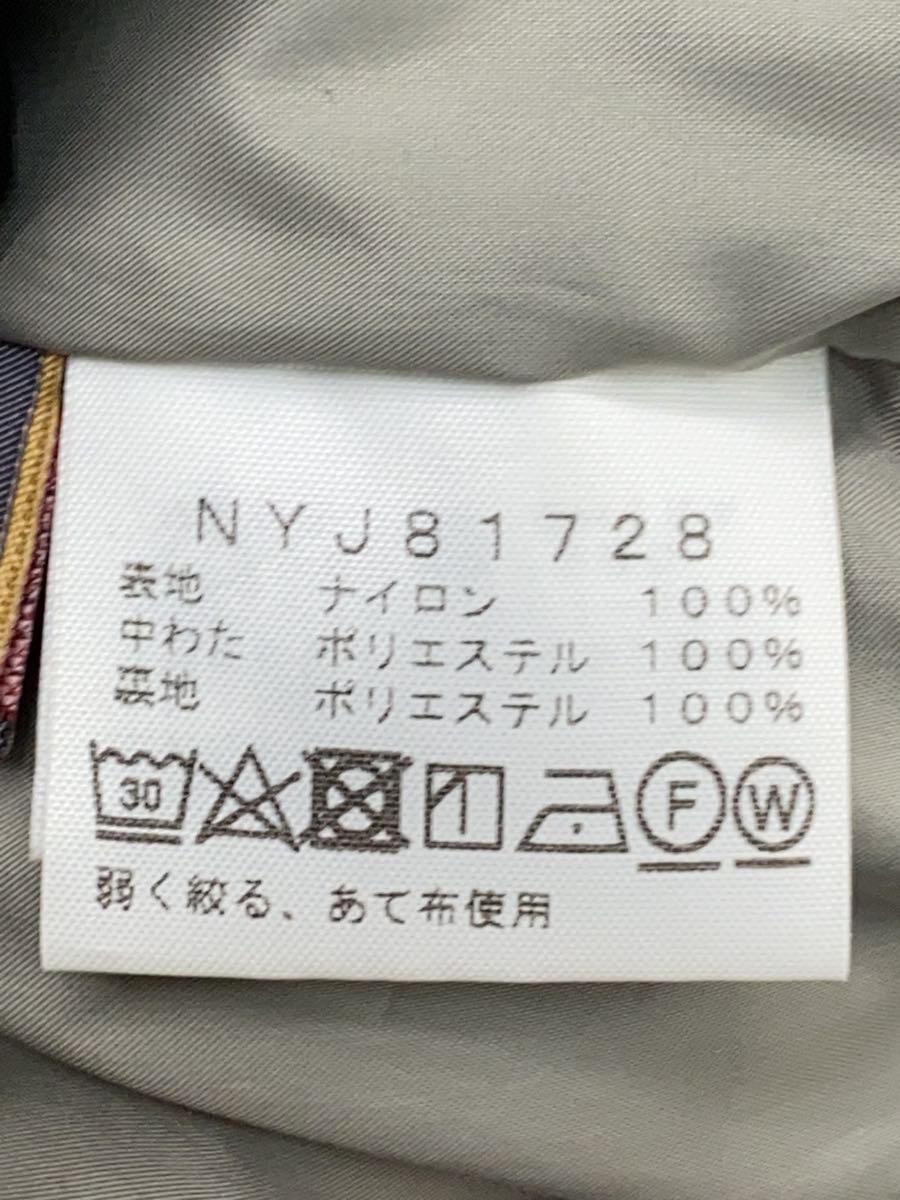 NYJ81728
表地 ナイロン 100%
中わた ポリエステル 100%
裏地 ポリエステル 100%
30 F W
弱く絞る、あて布使用